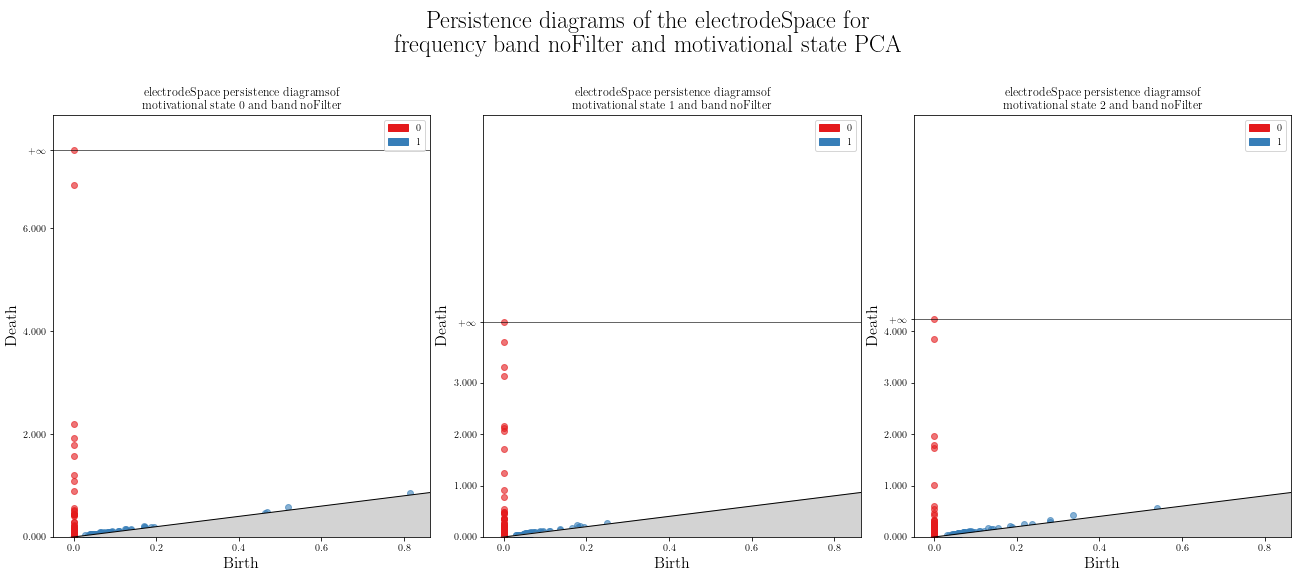 Persistence diagrams of the electrodeSpace for
frequency band noFilter and motivational state PCA
electrodeSpace persistence diagramsof
motivational state 0 and band noFilter
0
1
+∞
6.000
4.000
2.000
0.000
Death
0.0 0.2 0.4 0.6 0.8
Birth
electrodeSpace persistence diagramsof
motivational state 1 and band noFilter
0
1
+∞
3.000
2.000
1.000
0.000
Death
0.0 0.2 0.4 0.6 0.8
Birth
electrodeSpace persistence diagramsof
motivational state 2 and band noFilter
0
1
+∞
4.000
3.000
2.000
1.000
0.000
Death
0.0 0.2 0.4 0.6 0.8
Birth